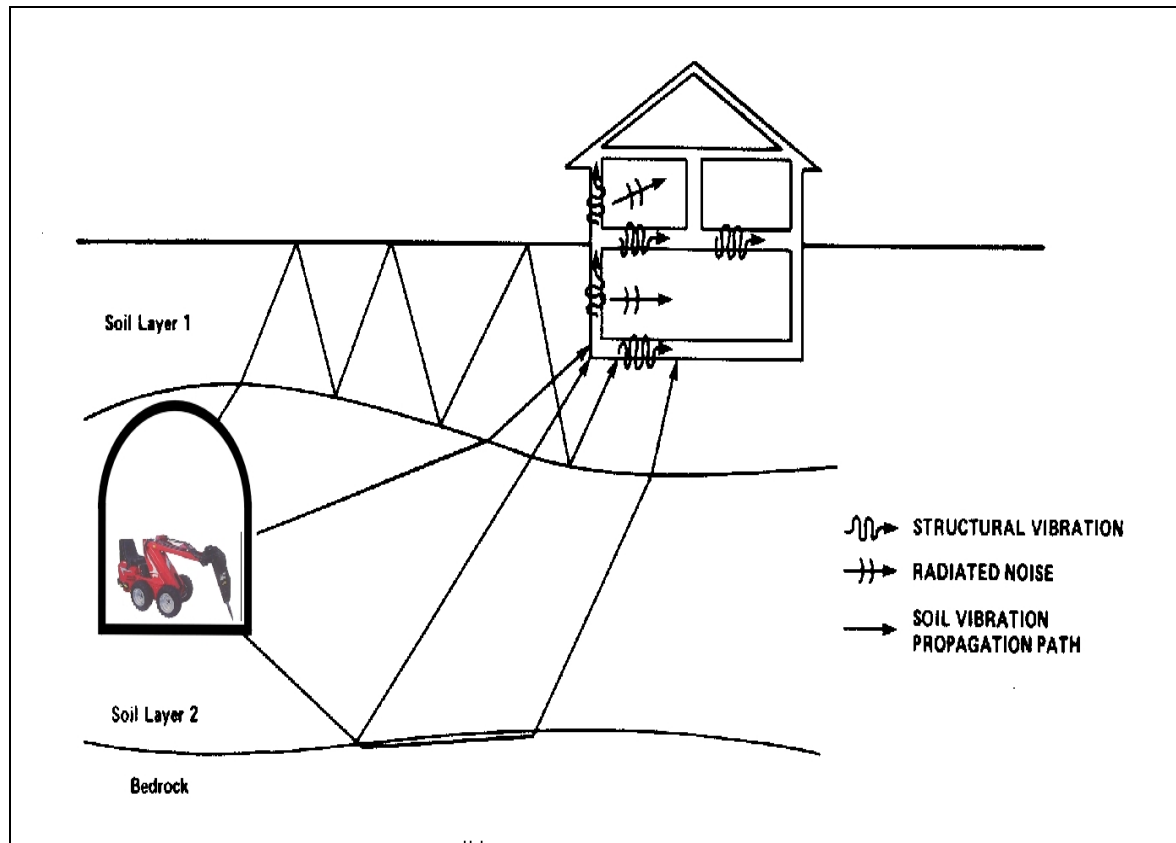 Soil Layer 1
STRUCTURAL VIBRATION
RADIATED NOISE
SOIL VIBRATION
PROPAGATION PATH
Soil Layer 2
Bedrock